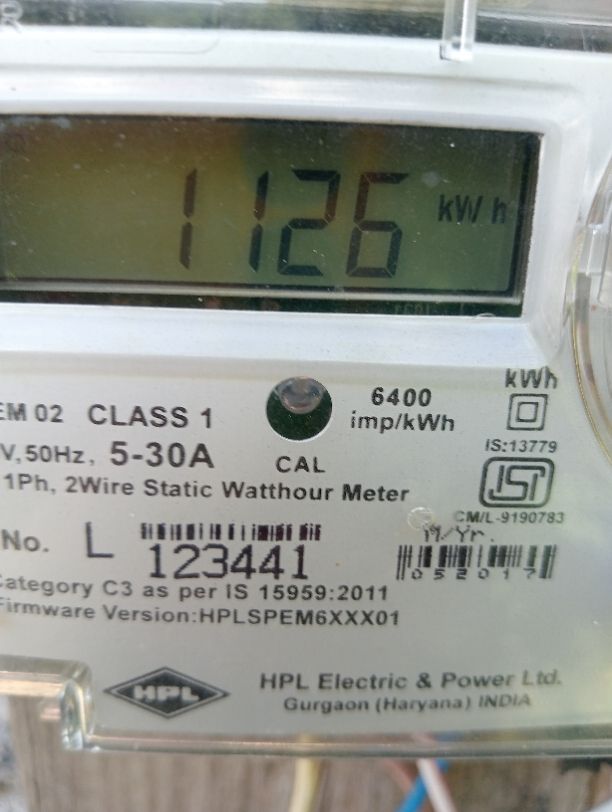 1126 kWh
kWh
6400
imp/kWh
EM 02 CLASS 1
V, 50Hz, 5-30A
CAL
IS:13779
1Ph, 2Wire Static Watthour Meter
ISI
CM/L-9190783
No. L 123441
052017
Category C3 as per IS 15959:2011
Firmware Version:HPLSPEM6XXX01
HPL
HPL Electric & Power Ltd.
Gurgaon (Haryana) INDIA